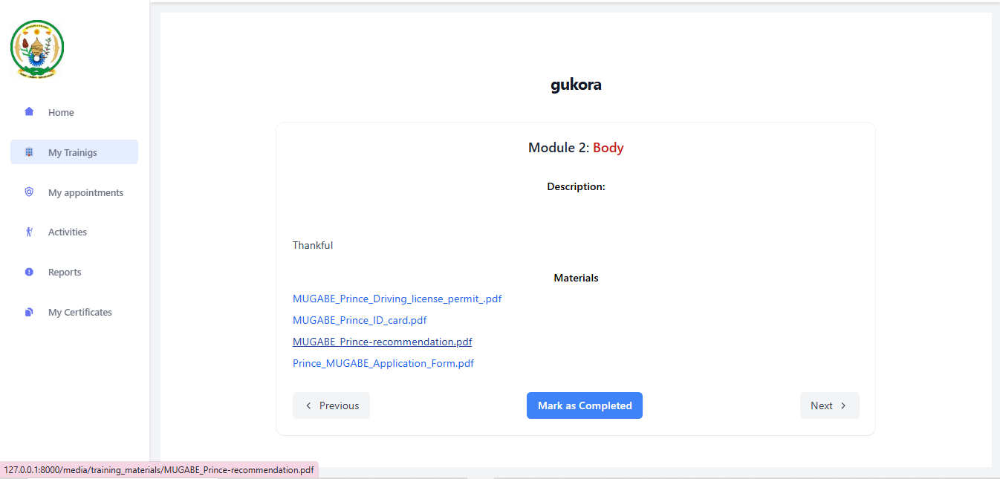 gukora
Home
My Trainigs
My appointments
Activities
Reports
My Certificates
Module 2: Body
Description:
Thankful
Materials
MUGABE_Prince_Driving_license_permit_.pdf
MUGABE_Prince_ID_card.pdf
MUGABE_Prince-recommendation.pdf
Prince_MUGABE_Application_Form.pdf
Previous
Mark as Completed
Next
127.0.0.1:8000/media/training_materials/MUGABE_Prince-recommendation.pdf